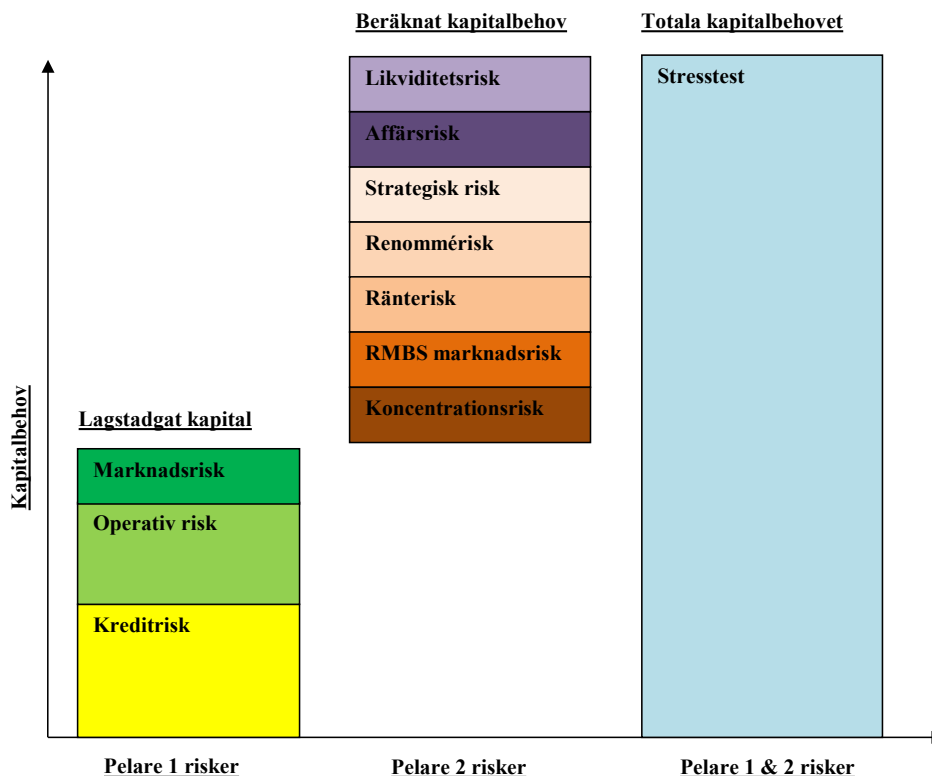 Beräknat kapitalbehov
Totala kapitalbehovet
Likviditetsrisk
Stresstest
Affärsrisk
Strategisk risk
Renommérisk
Ränterisk
RMBS marknadsrisk
Koncentrationsrisk
Kapitalbehov
Lagstadgat kapital
Marknadsrisk
Operativ risk
Kreditrisk
Pelare 1 risker
Pelare 2 risker
Pelare 1 & 2 risker